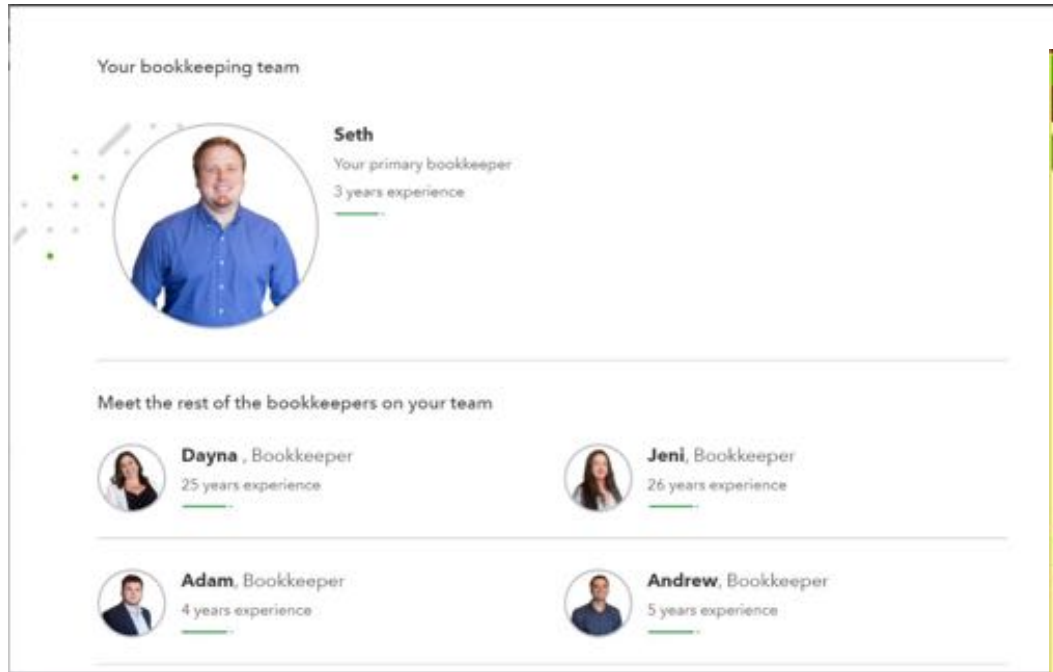 Your bookkeeping team
Seth
Your primary bookkeeper
3 years experience
Meet the rest of the bookkeepers on your team
Dayna , Bookkeeper
25 years experience
Jeni, Bookkeeper
26 years experience
Adam, Bookkeeper
4 years experience
Andrew, Bookkeeper
5 years experience